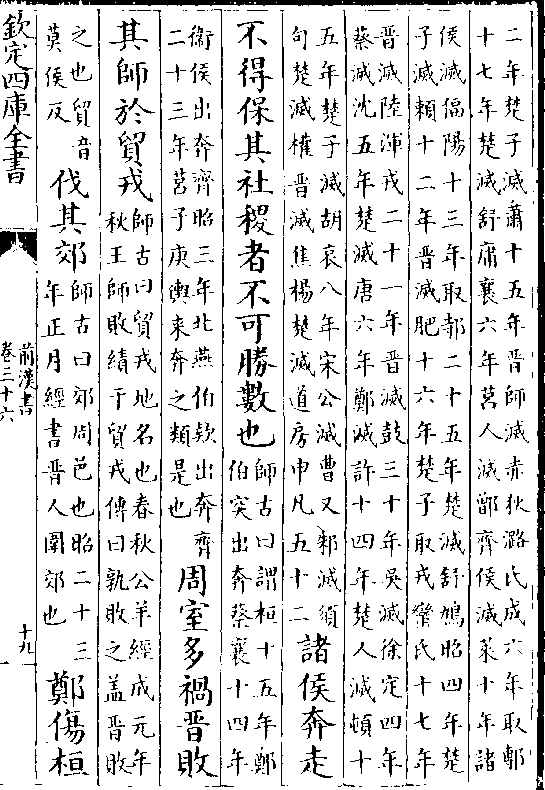 二年楚子滅蕭十五年晉師滅赤狄潞氏成六年取鄟
十七年楚滅舒庸襄六年莒人滅鄫齊侯滅萊十年諸
侯滅偪陽十三年取邿二十五年楚滅舒鳩昭四年楚
子滅賴十二年晉滅肥十六年楚子取戎蠻氏十七年
晉滅陸渾戎二十一年晉滅鼓三十年吳滅徐定四年
蔡滅沈五年楚滅唐六年鄭滅許十四年楚人滅頓十
五年楚子滅胡哀八年宋公滅曹又邾滅須
句楚滅權晉滅焦楊楚滅道房申凡五十二
諸侯奔走
不得保其社稷者不可勝數也
師古曰謂桓十五年鄭
伯突出奔蔡襄十四年
衞侯出奔齊昭三年北燕伯欵出奔齊
二十三年莒子庚輿來奔之類是也
周室多禍晉敗
其師於貿戎
師古曰貿戎地名也春秋公羊經成元年
秋王師敗績于貿戎傳曰孰敗之盖晉敗
之也貿音
莫侯反
伐其郊
師古曰郊周邑也昭二十三
年正月經書晉人圍郊也
鄭傷桓
欽定四庫全書
前漢書
卷三十六
十九